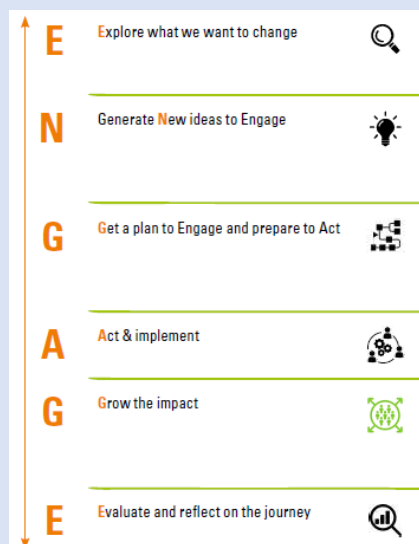 E Explore what we want to change
N Generate New ideas to Engage
G Get a plan to Engage and prepare to Act
A Act & implement
G Grow the impact
E Evaluate and reflect on the journey